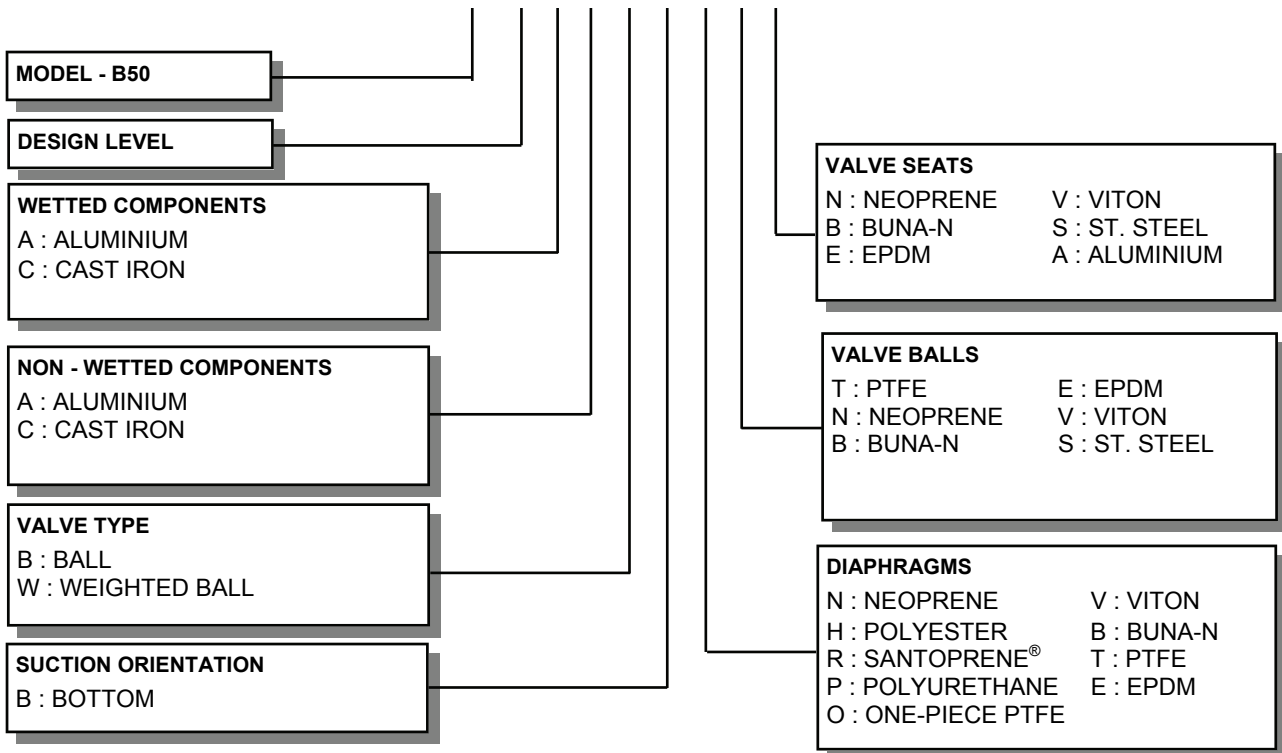 MODEL - B50
DESIGN LEVEL
WETTED COMPONENTS
A : ALUMINIUM
C : CAST IRON
NON - WETTED COMPONENTS
A : ALUMINIUM
C : CAST IRON
VALVE TYPE
B : BALL
W : WEIGHTED BALL
SUCTION ORIENTATION
B : BOTTOM
VALVE SEATS
N : NEOPRENE V : VITON
B : BUNA-N S : ST. STEEL
E : EPDM A : ALUMINIUM
VALVE BALLS
T : PTFE E : EPDM
N : NEOPRENE V : VITON
B : BUNA-N S : ST. STEEL
DIAPHRAGMS
N : NEOPRENE V : VITON
H : POLYESTER B : BUNA-N
R : SANTOPRENE® T : PTFE
P : POLYURETHANE E : EPDM
O : ONE-PIECE PTFE